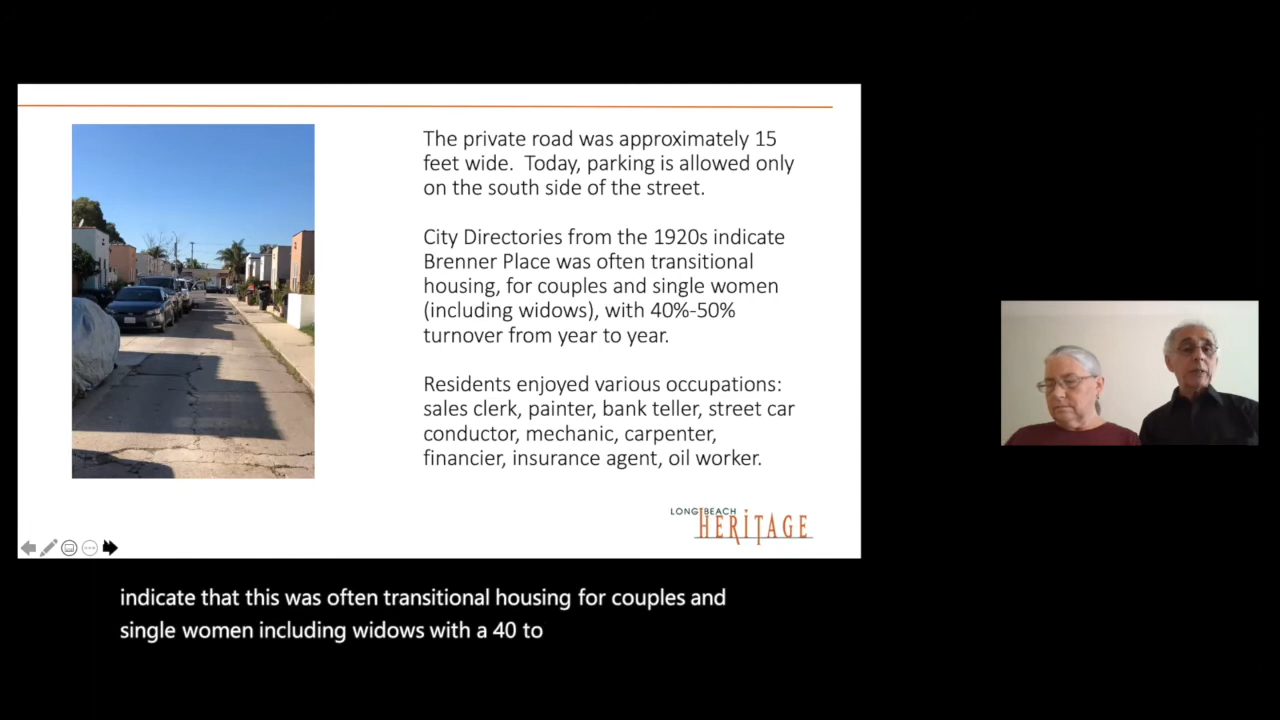 The private road was approximately 15
feet wide.  Today, parking is allowed only
on the south side of the street.
City Directories from the 1920s indicate
Brenner Place was often transitional
housing, for couples and single women
(including widows), with 40%-50%
turnover from year to year.
Residents enjoyed various occupations:
sales clerk, painter, bank teller, street car
conductor, mechanic, carpenter,
financier, insurance agent, oil worker.
LONG BEACH
HERITAGE
indicate that this was often transitional housing for couples and
single women including widows with a 40 to